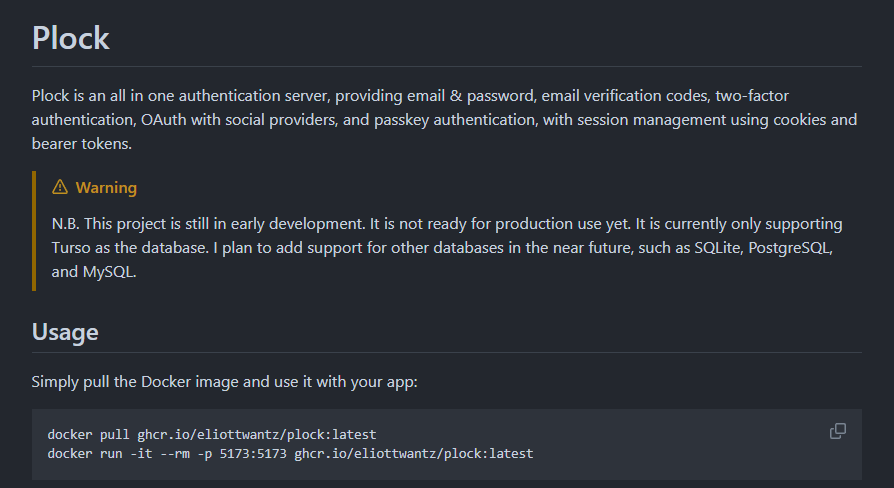 Plock
Plock is an all in one authentication server, providing email & password, email verification codes, two-factor
authentication, OAuth with social providers, and passkey authentication, with session management using cookies and
bearer tokens.
Warning
N.B. This project is still in early development. It is not ready for production use yet. It is currently only supporting
Turso as the database. I plan to add support for other databases in the near future, such as SQLite, PostgreSQL,
and MySQL.
Usage
Simply pull the Docker image and use it with your app:
docker pull ghcr.io/eliottwantz/plock:latest
docker run -it --rm -p 5173:5173 ghcr.io/eliottwantz/plock:latest